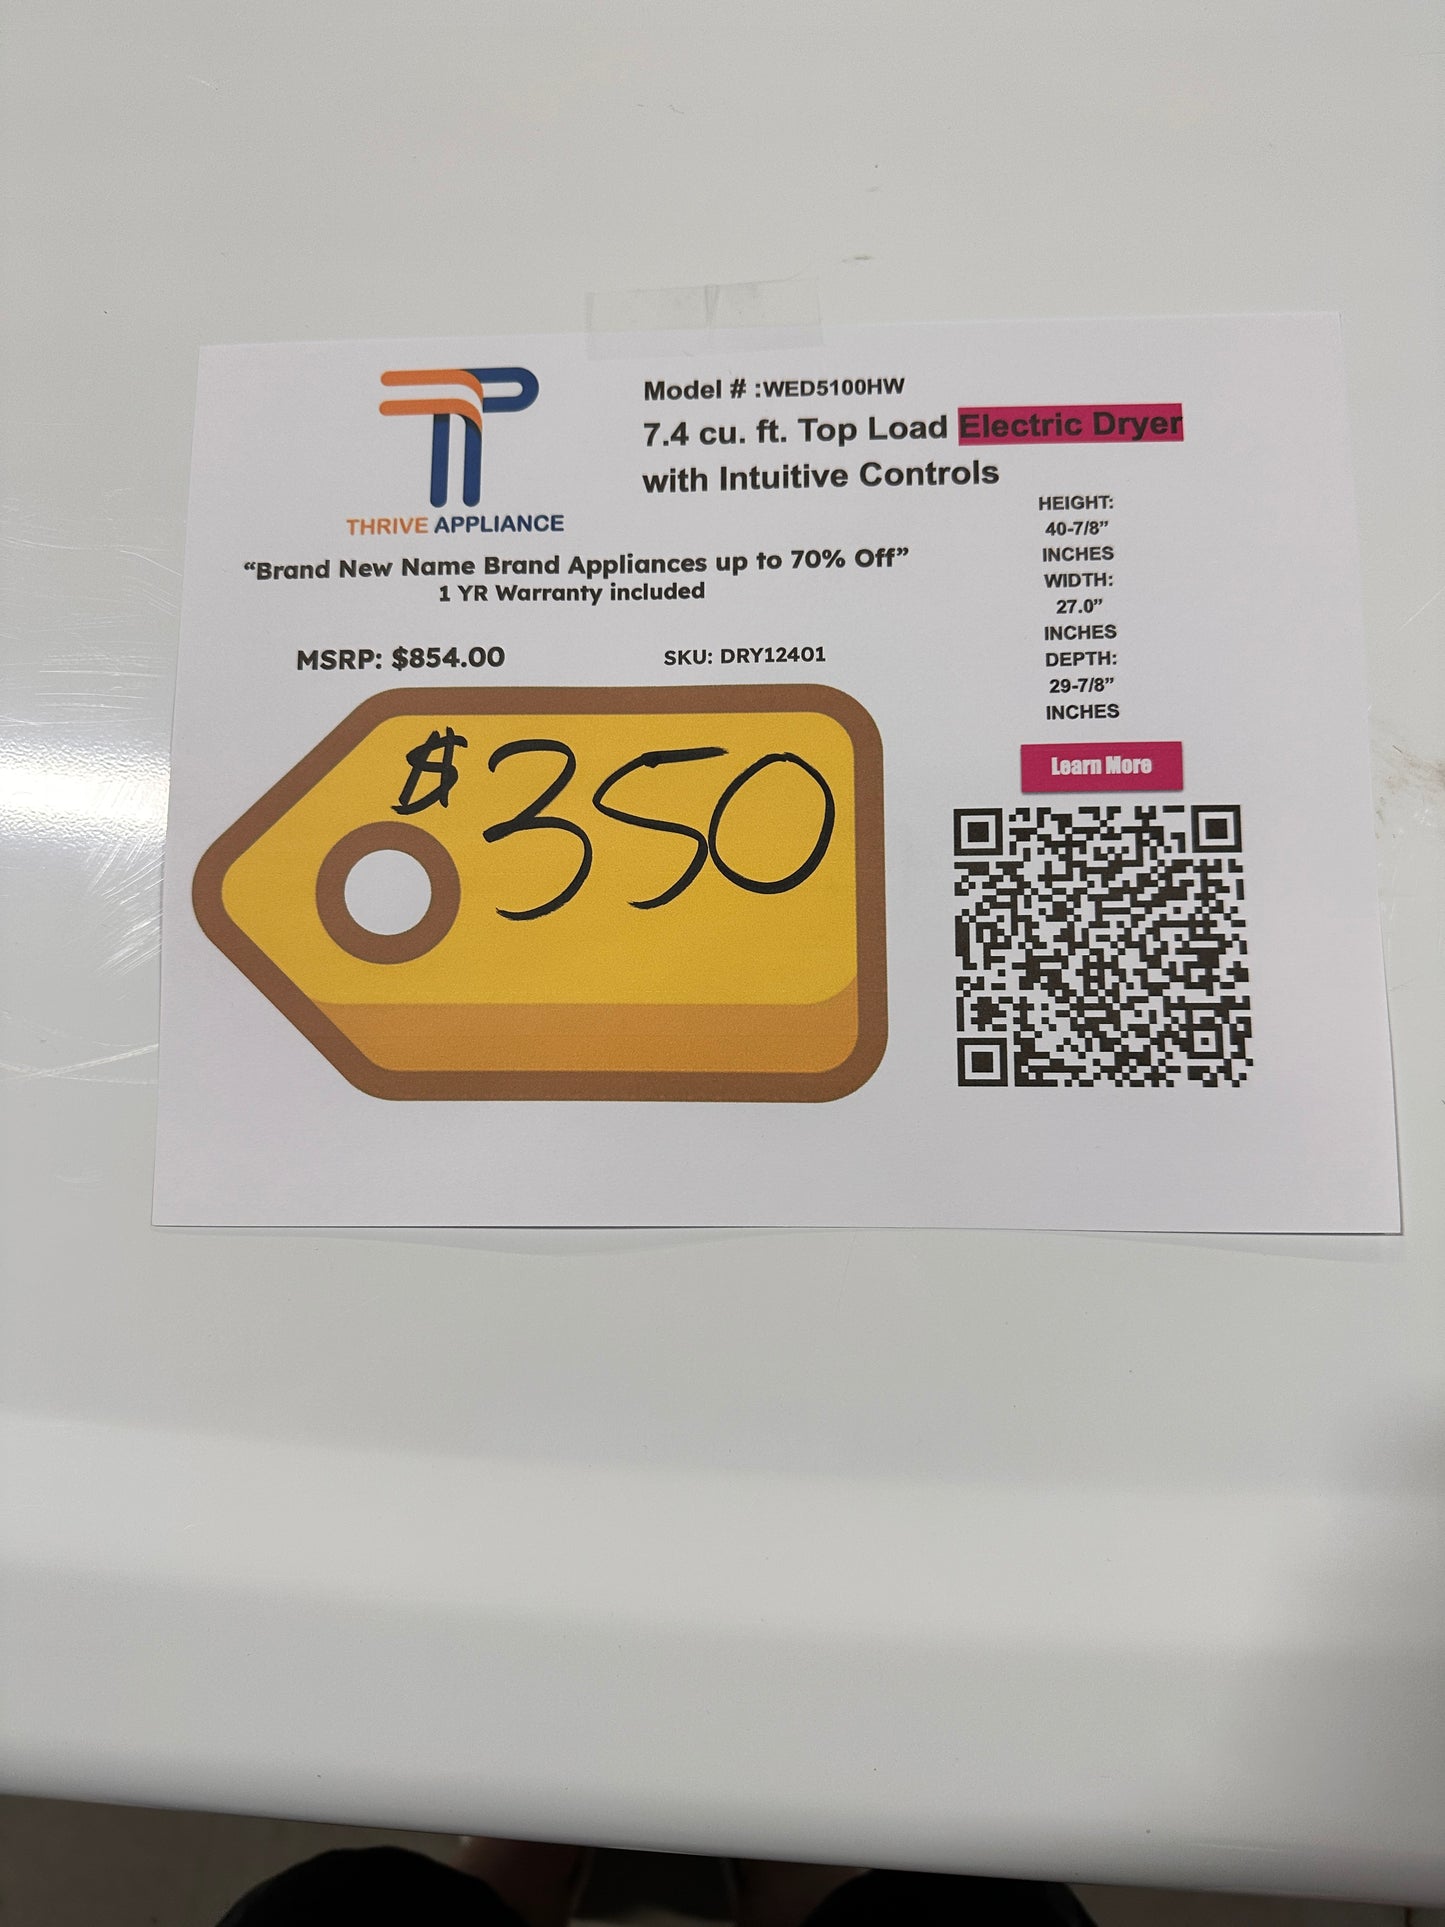 THRIVE APPLIANCE
Model # :WED5100HW
7.4 cu. ft. Top Load Electric Dryer
with Intuitive Controls
"Brand New Name Brand Appliances up to 70% Off"
1 YR Warranty included
MSRP: $854.00
SKU: DRY12401
$350
HEIGHT:
40-7/8"
INCHES
WIDTH:
27.0"
INCHES
DEPTH:
29-7/8"
INCHES
Learn More